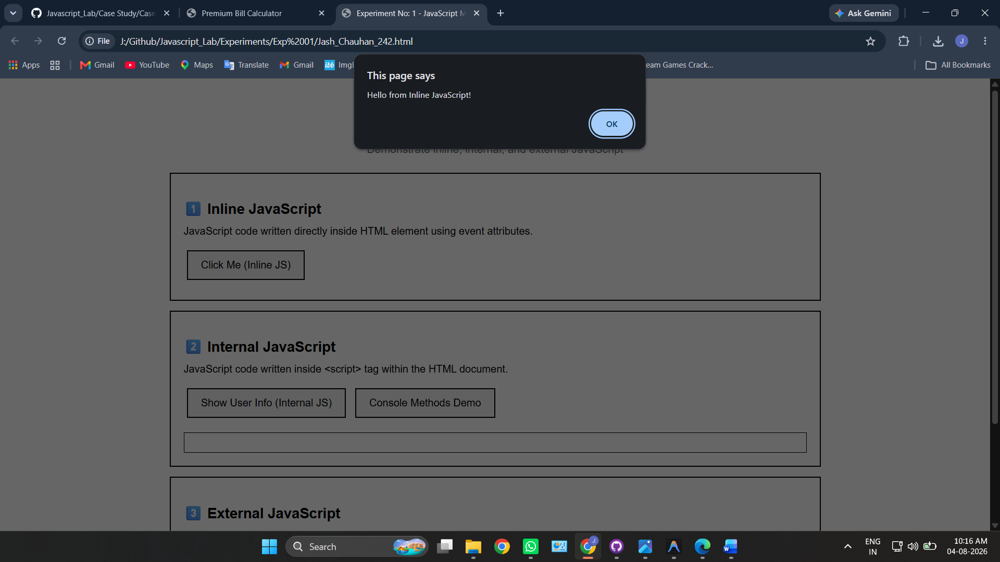 Javascript_Lab/Case Study/Case
Premium Bill Calculator
Experiment No: 1 - JavaScript M
Ask Gemini
File
J:/Github/Javascript_Lab/Experiments/Exp%2001/Jash_Chauhan_242.html
J
Apps
Gmail
YouTube
Maps
Translate
Gmail
ibb
Img
eam Games Crack...
All Bookmarks
This page says
Hello from Inline JavaScript!
OK
Demonstrate inline, internal, and external JavaScript
1 Inline JavaScript
JavaScript code written directly inside HTML element using event attributes.
Click Me (Inline JS)
2 Internal JavaScript
JavaScript code written inside <script> tag within the HTML document.
Show User Info (Internal JS)
Console Methods Demo
3 External JavaScript
Search
J
W
ENG
IN
10:16 AM
04-08-2026